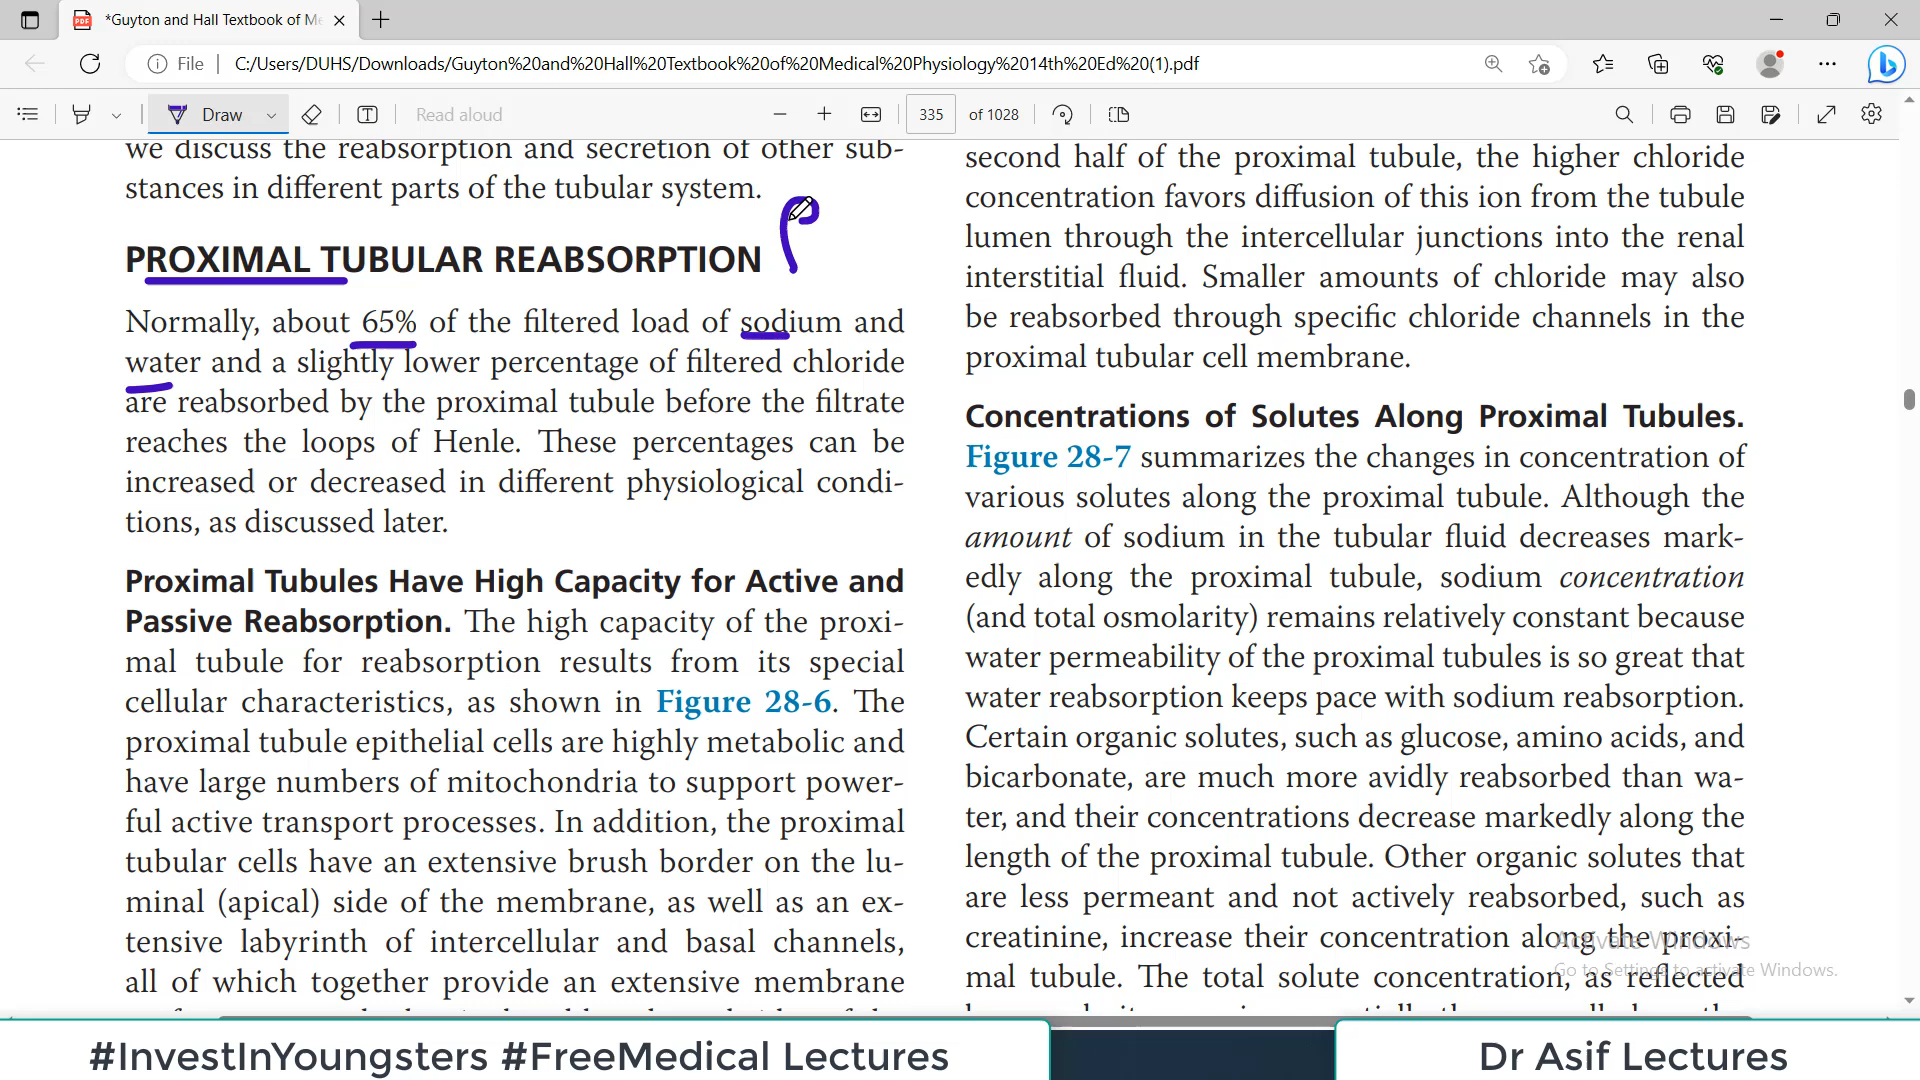 *Guyton and Hall Textbook of Me
File
C:/Users/DUHS/Downloads/Guyton%20and%20Hall%20Textbook%20of%20Medical%20Physiology%2014th%20Ed%20(1).pdf
Draw
Read aloud
335 of 1028
we discuss the reabsorption and secretion of other sub-
stances in different parts of the tubular system.
PROXIMAL TUBULAR REABSORPTION
Normally, about 65% of the filtered load of sodium and
water and a slightly lower percentage of filtered chloride
are reabsorbed by the proximal tubule before the filtrate
reaches the loops of Henle. These percentages can be
increased or decreased in different physiological condi-
tions, as discussed later.
Proximal Tubules Have High Capacity for Active and
Passive Reabsorption. The high capacity of the proxi-
mal tubule for reabsorption results from its special
cellular characteristics, as shown in Figure 28-6. The
proximal tubule epithelial cells are highly metabolic and
have large numbers of mitochondria to support power-
ful active transport processes. In addition, the proximal
tubular cells have an extensive brush border on the lu-
minal (apical) side of the membrane, as well as an ex-
tensive labyrinth of intercellular and basal channels,
all of which together provide an extensive membrane
second half of the proximal tubule, the higher chloride
concentration favors diffusion of this ion from the tubule
lumen through the intercellular junctions into the renal
interstitial fluid. Smaller amounts of chloride may also
be reabsorbed through specific chloride channels in the
proximal tubular cell membrane.
Concentrations of Solutes Along Proximal Tubules.
Figure 28-7 summarizes the changes in concentration of
various solutes along the proximal tubule. Although the
amount of sodium in the tubular fluid decreases mark-
edly along the proximal tubule, sodium concentration
(and total osmolarity) remains relatively constant because
water permeability of the proximal tubules is so great that
water reabsorption keeps pace with sodium reabsorption.
Certain organic solutes, such as glucose, amino acids, and
bicarbonate, are much more avidly reabsorbed than wa-
ter, and their concentrations decrease markedly along the
length of the proximal tubule. Other organic solutes that
are less permeant and not actively reabsorbed, such as
creatinine, increase their concentration along the proxi-
mal tubule. The total solute concentration, as reflected
Activate Windows
Go to Settings to activate Windows.
#InvestInYoungsters #FreeMedical Lectures
Dr Asif Lectures